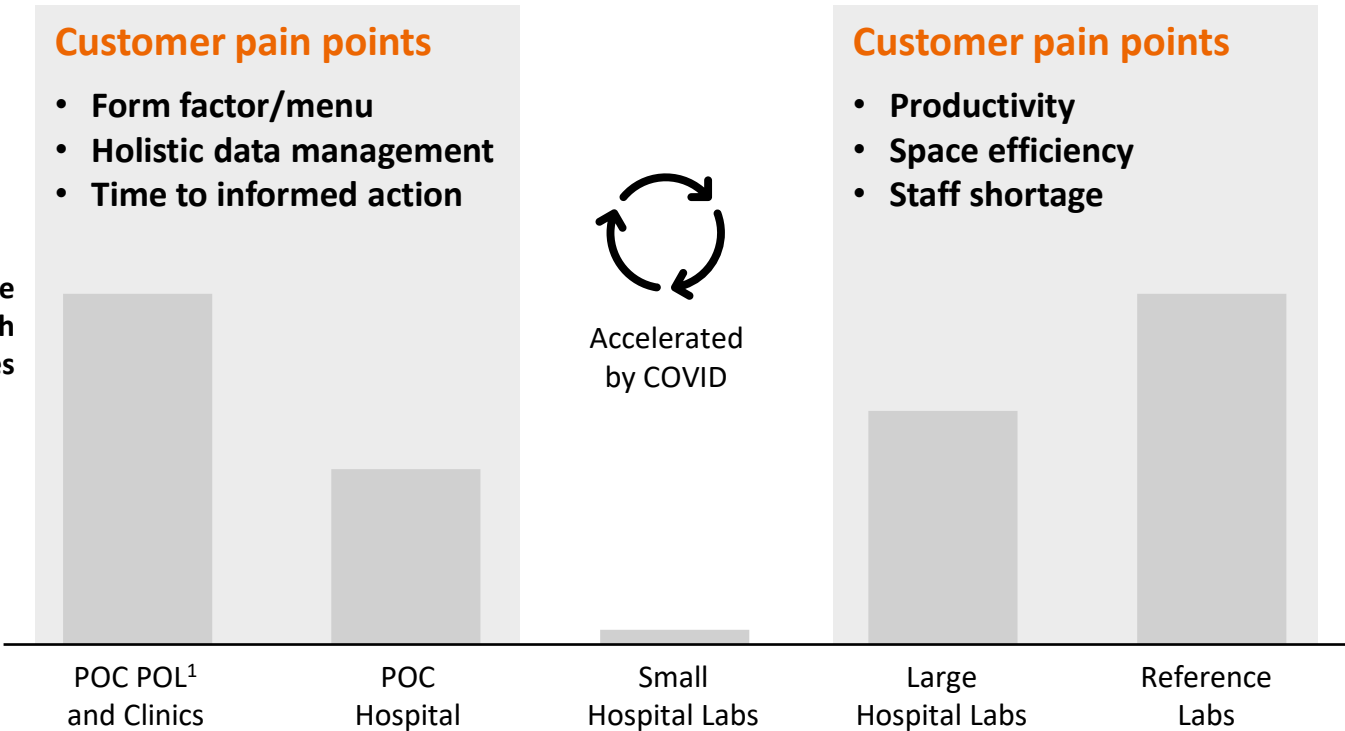 Customer pain points
• Form factor/menu
• Holistic data management
• Time to informed action
Accelerated
by COVID
Customer pain points
• Productivity
• Space efficiency
• Staff shortage
POC POL¹
and Clinics
POC
Hospital
Small
Hospital Labs
Large
Hospital Labs
Reference
Labs